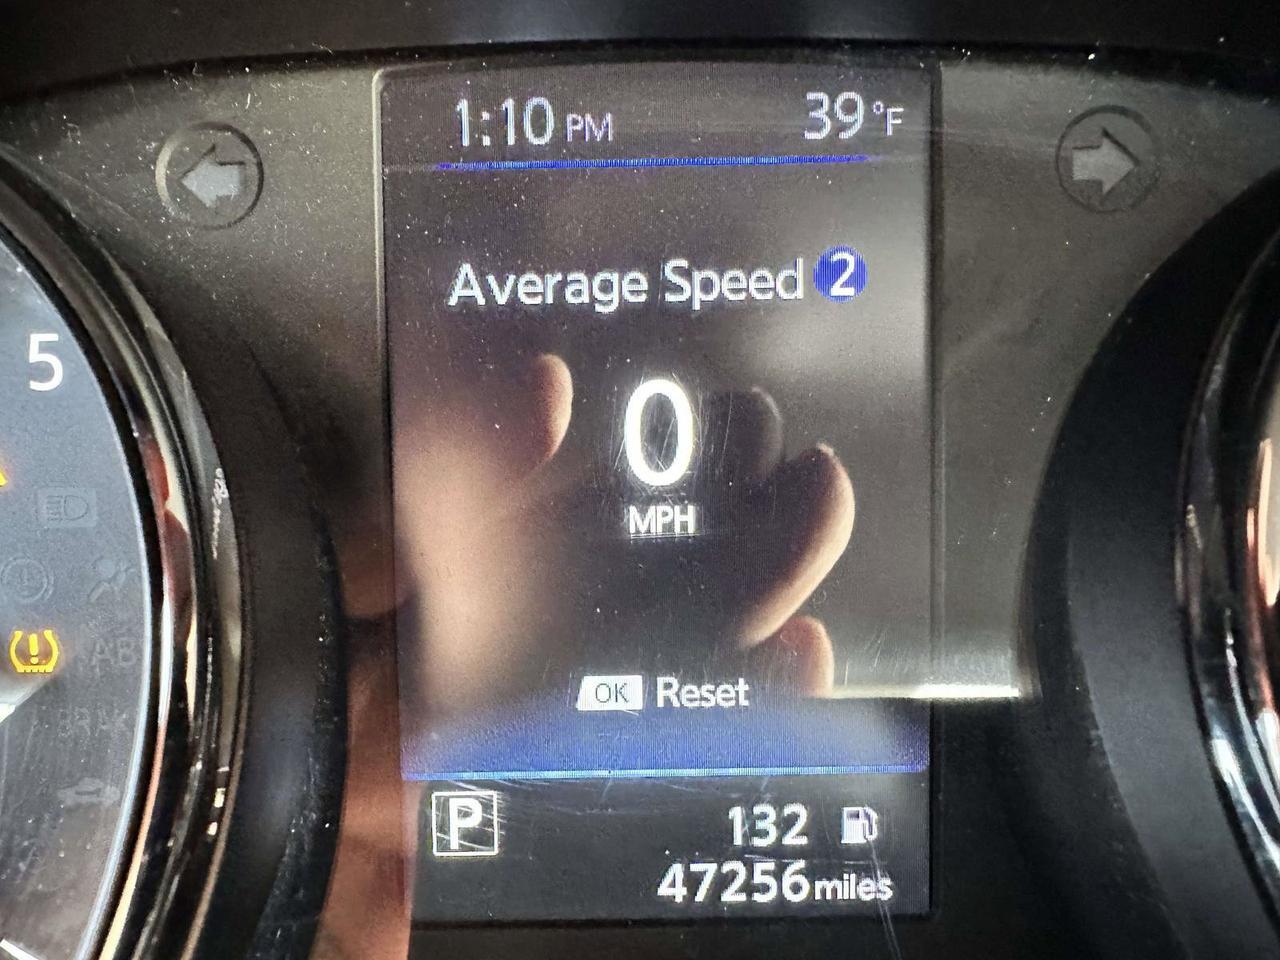 1:10 PM 39°F
Average Speed 2
5
0
MPH
OK Reset
P 132
47256 miles